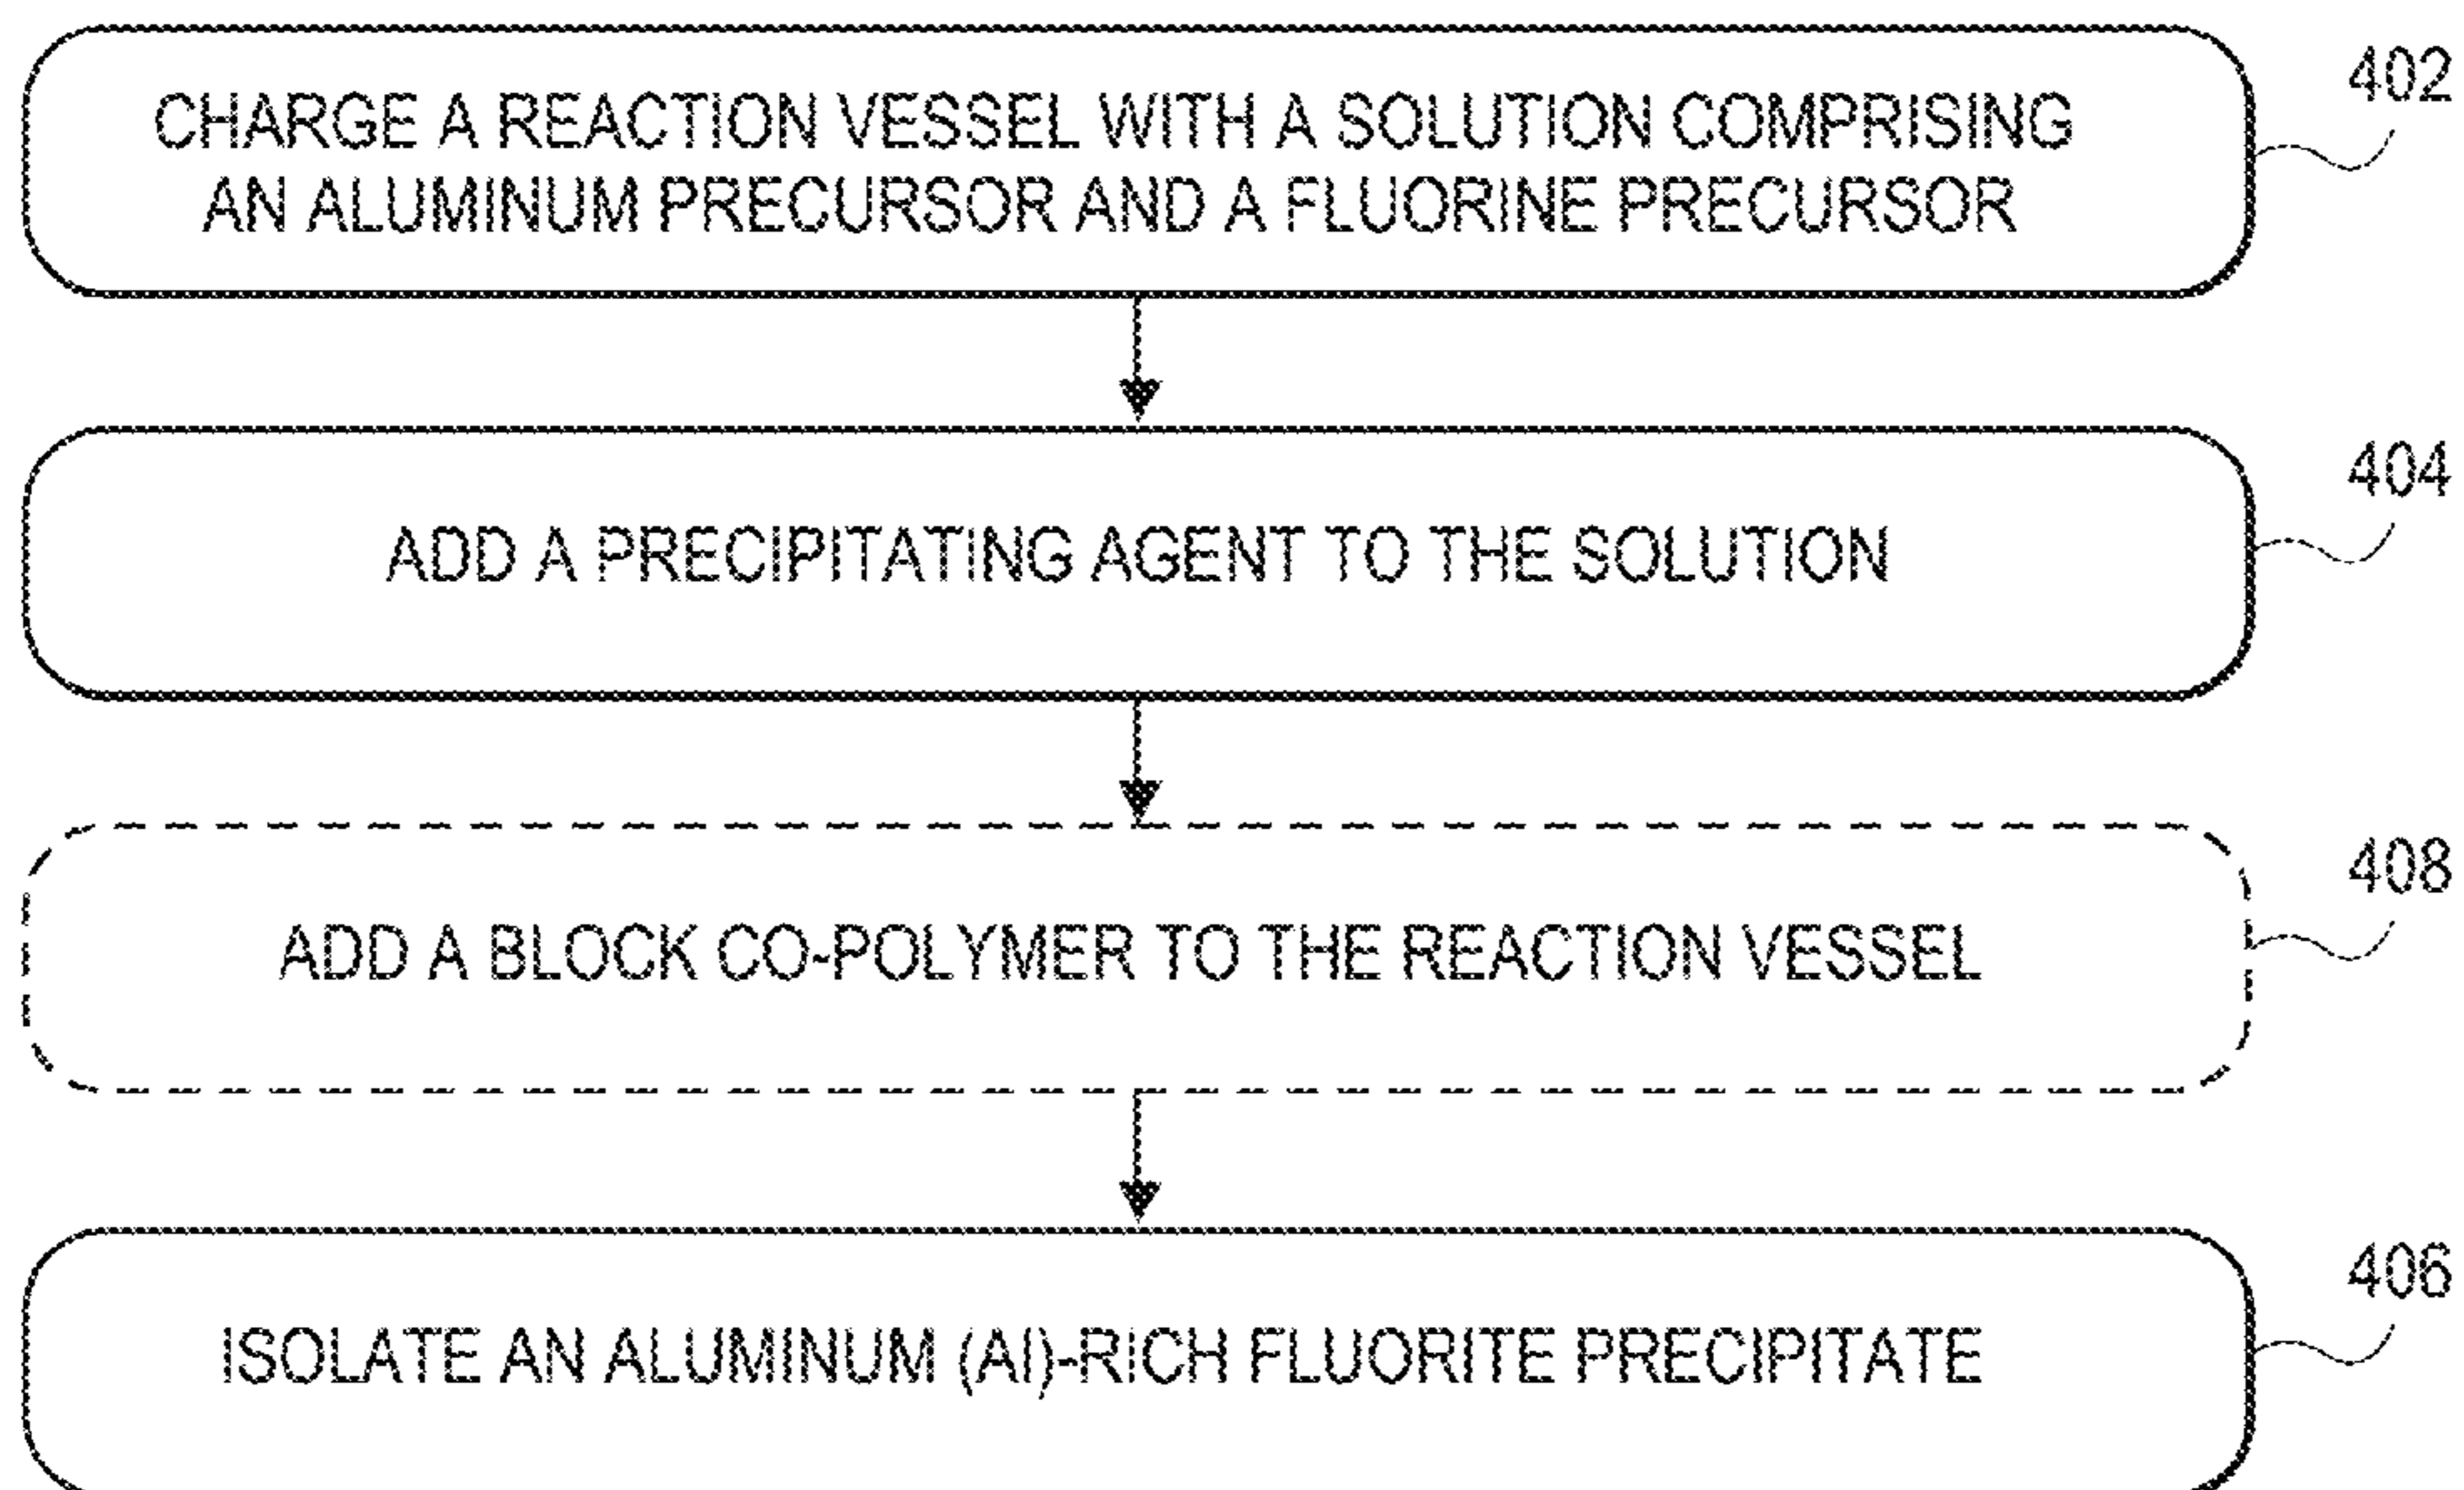 CHARGE A REACTION VESSEL WITH A SOLUTION COMPRISING
AN ALUMINUM PRECURSOR AND A FLUORINE PRECURSOR
402
ADD A PRECIPITATING AGENT TO THE SOLUTION
404
ADD A BLOCK CO-POLYMER TO THE REACTION VESSEL
408
ISOLATE AN ALUMINUM (Al)-RICH FLUORITE PRECIPITATE
406